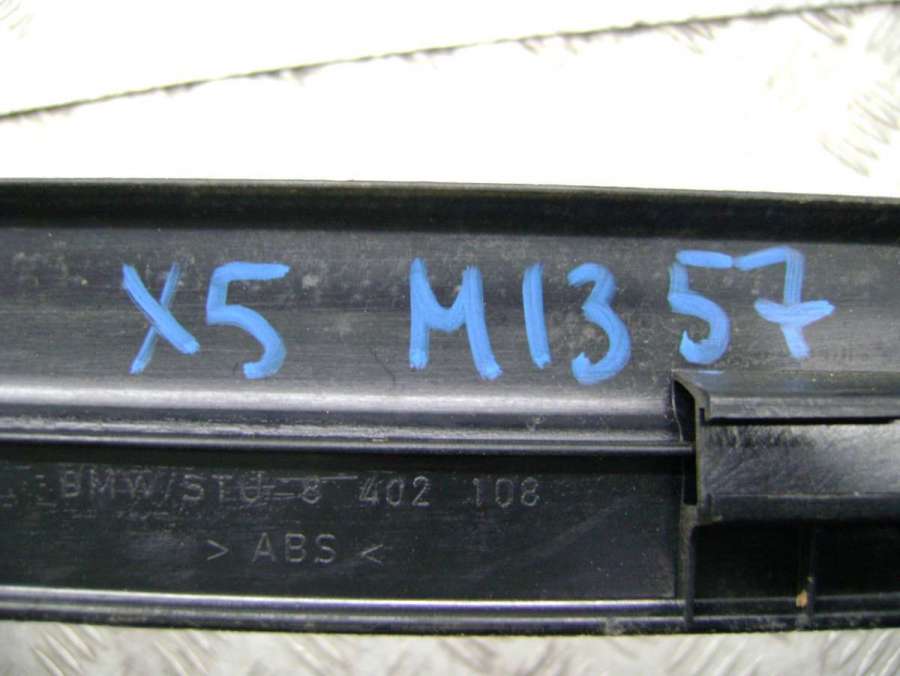 X5 M1357
BMW/STU 8 402 108
> ABS <